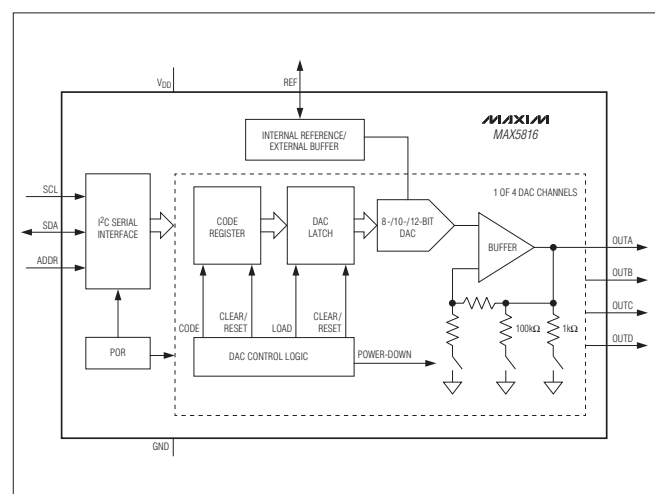 VDD
REF
MAXIM
MAX5816
INTERNAL REFERENCE/
EXTERNAL BUFFER
1 OF 4 DAC CHANNELS
SCL
SDA
ADDR
I²C SERIAL
INTERFACE
CODE
REGISTER
DAC
LATCH
8-/10-/12-BIT
DAC
BUFFER
OUTA
OUTB
OUTC
OUTD
CODE
CLEAR/
RESET
LOAD
CLEAR/
RESET
100kΩ
1kΩ
POR
DAC CONTROL LOGIC
POWER-DOWN
GND